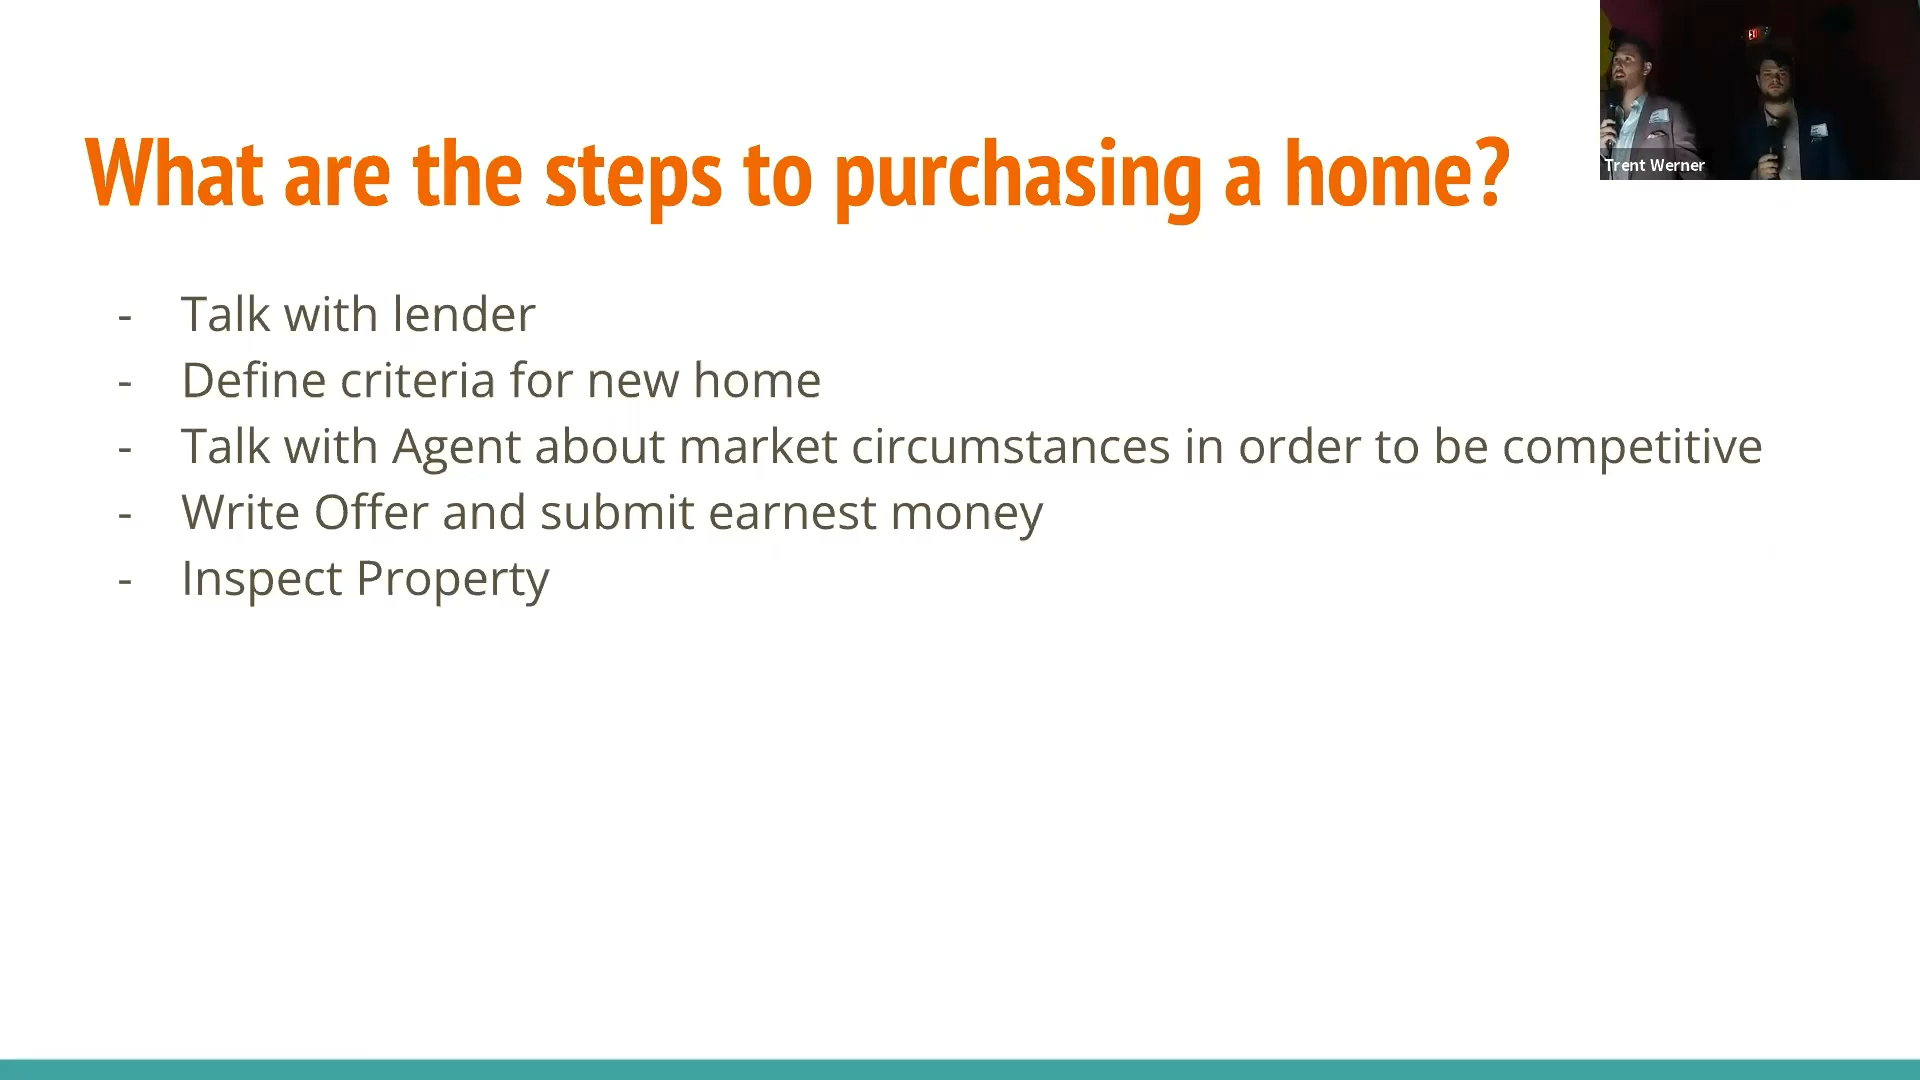 What are the steps to purchasing a home?
- Talk with lender
- Define criteria for new home
- Talk with Agent about market circumstances in order to be competitive
- Write Offer and submit earnest money
- Inspect Property
Trent Werner